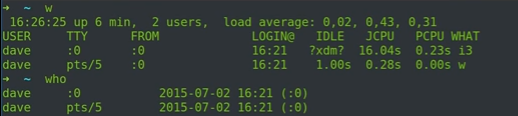 ➜ ~ w
16:26:25 up 6 min, 2 users, load average: 0,02, 0,43, 0,31
USER TTY FROM LOGIN@ IDLE JCPU PCPU WHAT
dave :0 :0 16:21 ?xdm? 16.04s 0.23s i3
dave pts/5 :0 16:21 1.00s 0.28s 0.00s w
➜ ~ who
dave :0 2015-07-02 16:21 (:0)
dave pts/5 2015-07-02 16:21 (:0)